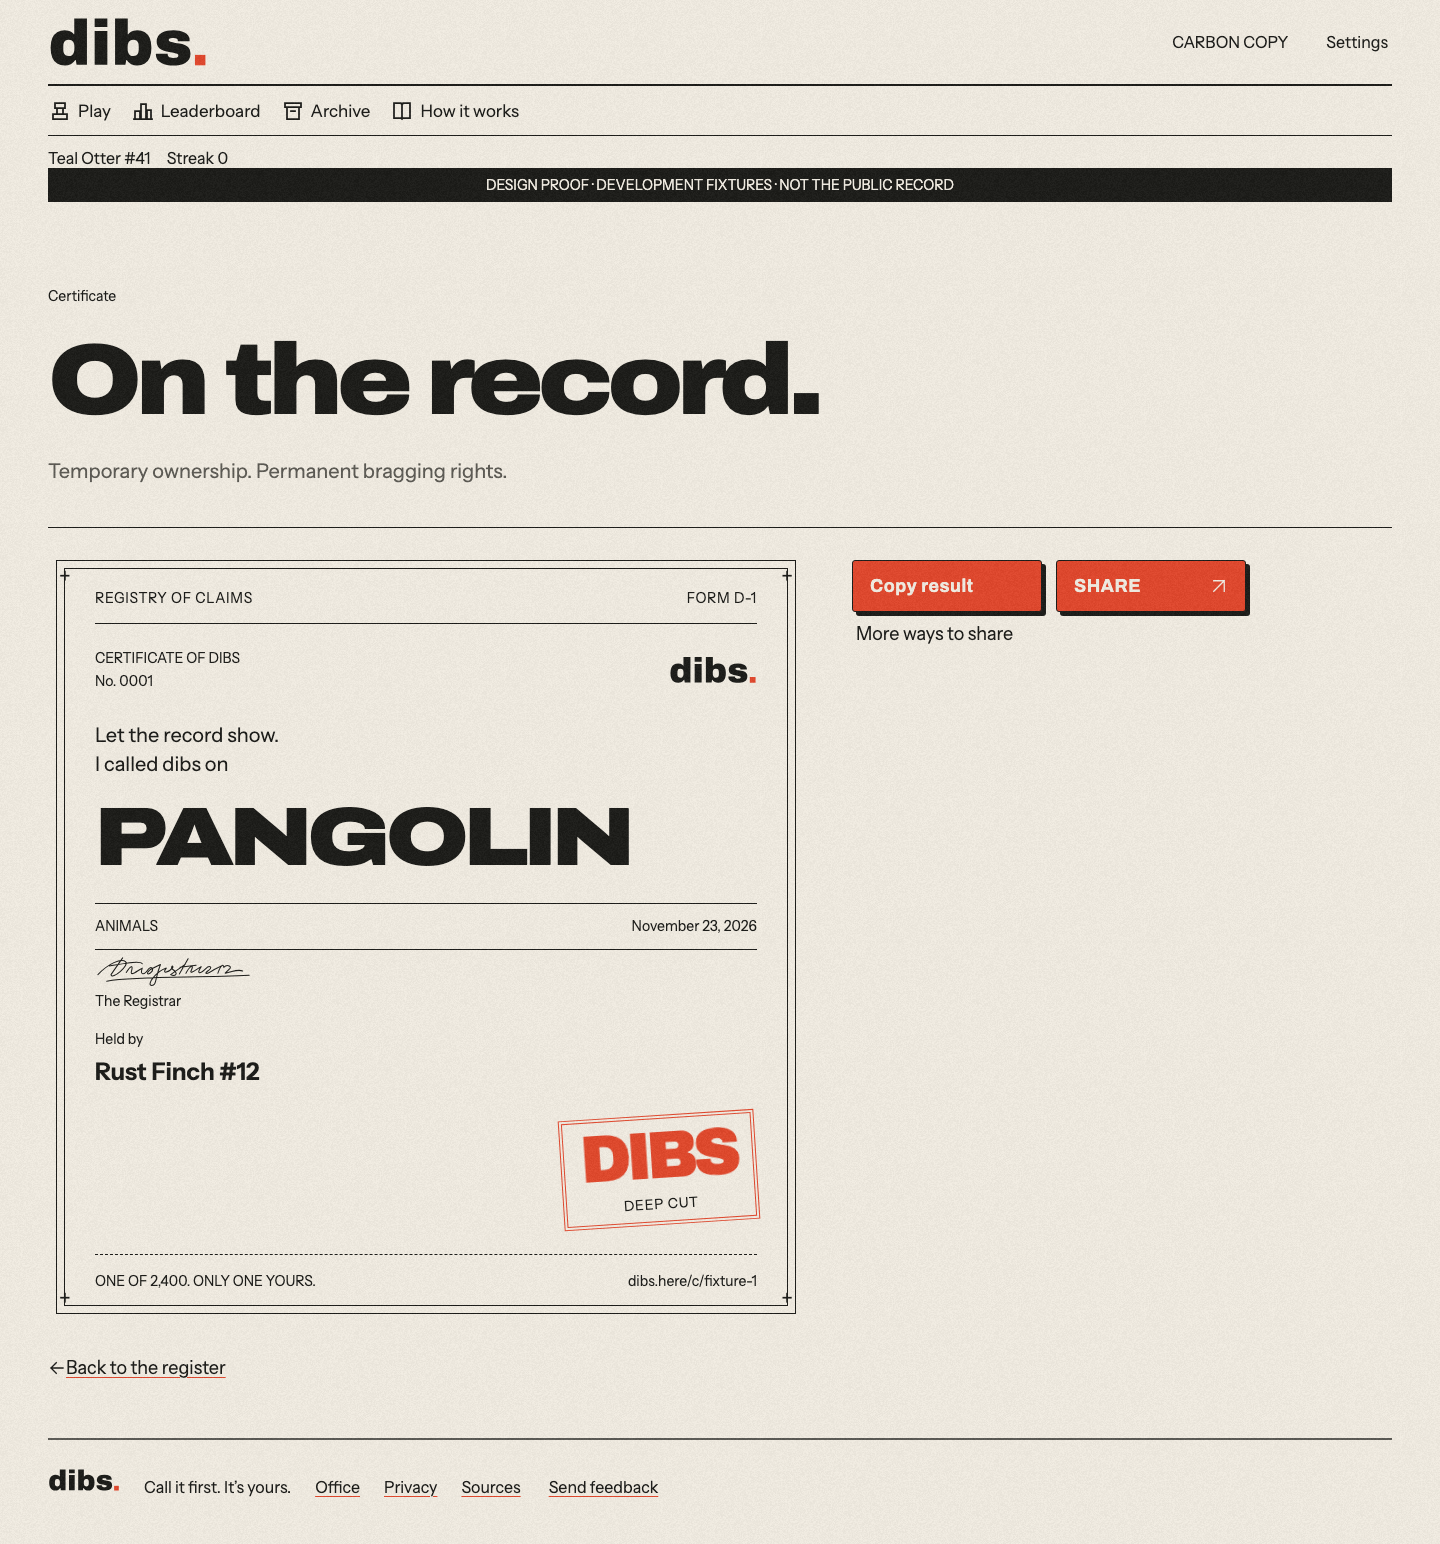 dibs.
CARBON COPY Settings
Play Leaderboard Archive How it works
Teal Otter #41 Streak 0
DESIGN PROOF · DEVELOPMENT FIXTURES · NOT THE PUBLIC RECORD
Certificate
On the record.
Temporary ownership. Permanent bragging rights.
REGISTRY OF CLAIMS FORM D-1
CERTIFICATE OF DIBS
No. 0001
dibs.
Let the record show.
I called dibs on
PANGOLIN
ANIMALS November 23, 2026
The Registrar
Held by
Rust Finch #12
DIBS
DEEP CUT
ONE OF 2,400. ONLY ONE YOURS. dibs.here/c/fixture-1
Copy result SHARE
More ways to share
←Back to the register
dibs. Call it first. It’s yours. Office Privacy Sources Send feedback